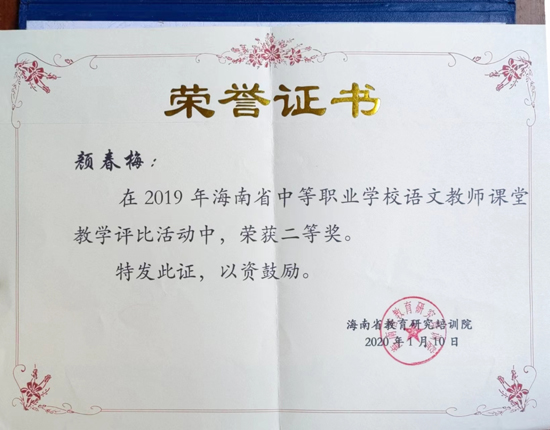 荣誉证书
颜春梅：
在2019年海南省中等职业学校语文教师课堂
教学评比活动中，荣获二等奖。
特发此证，以资鼓励。
海南省教育研究培训院
2020年1月10日